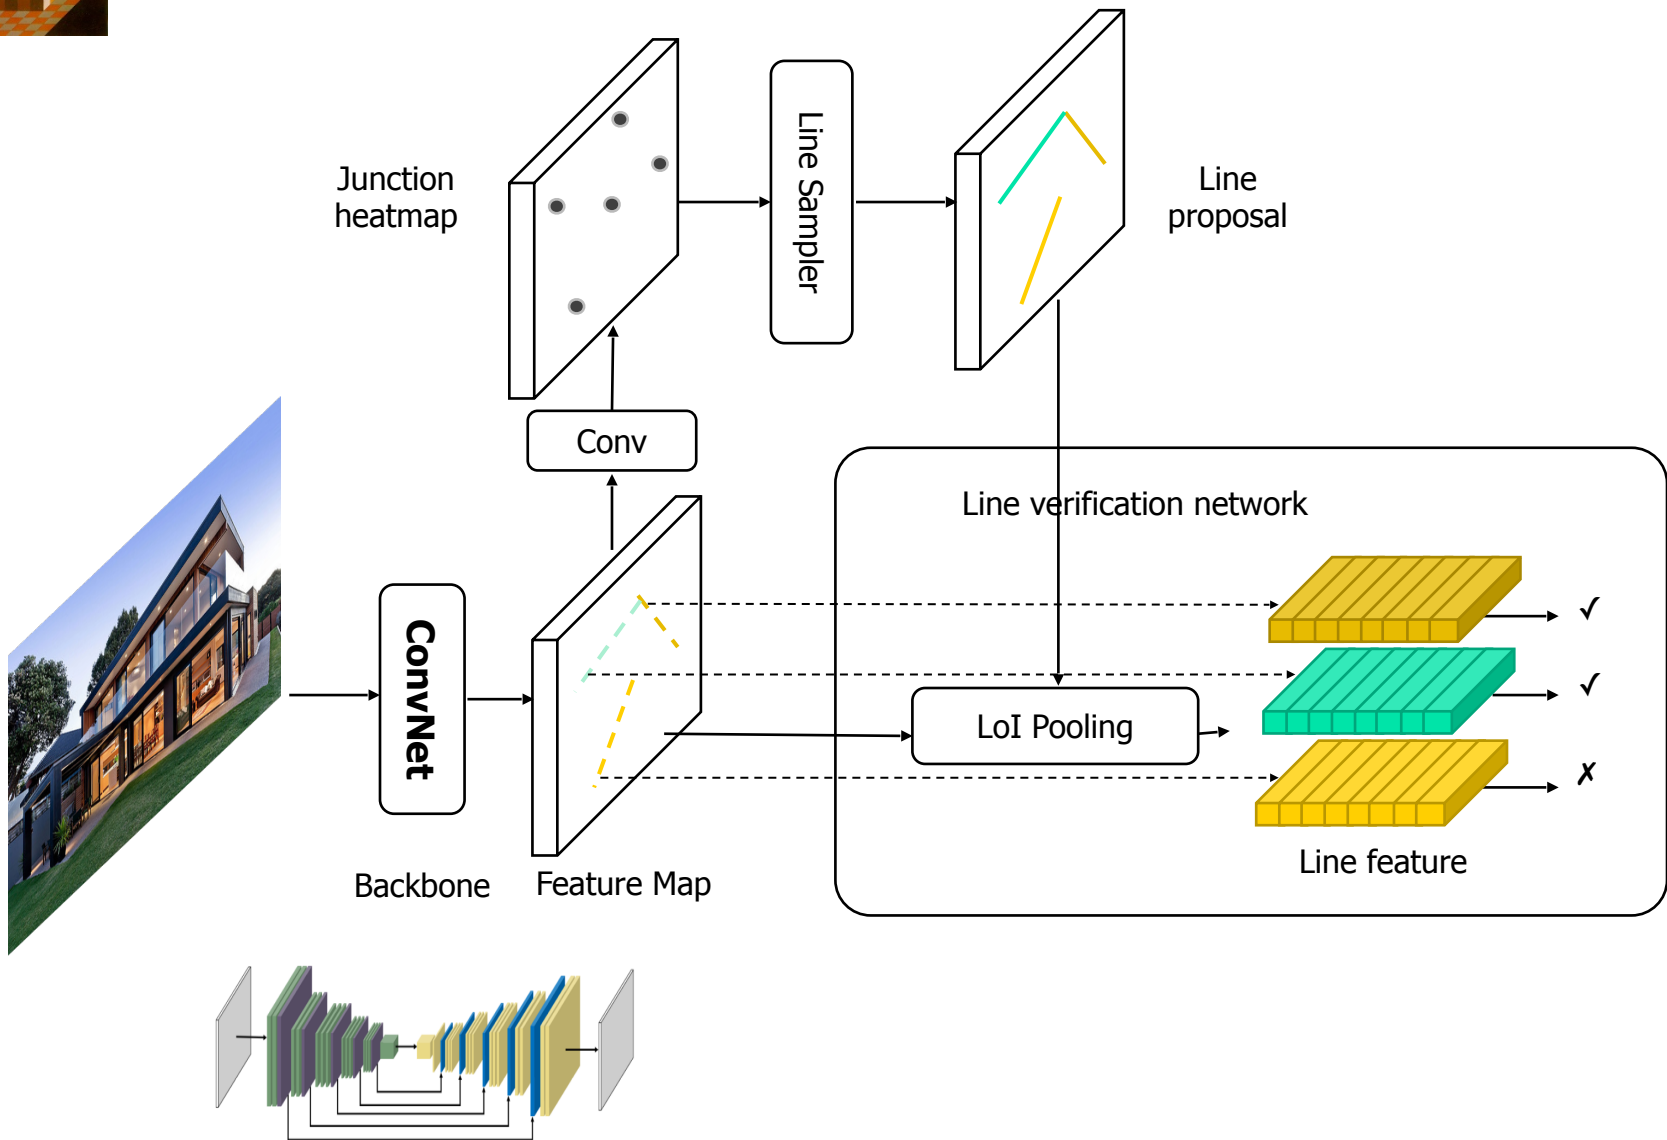 Junction
heatmap
Line Sampler
Line
proposal
Conv
Line verification network
ConvNet
LoI Pooling
✓
✓
✗
Line feature
Backbone
Feature Map